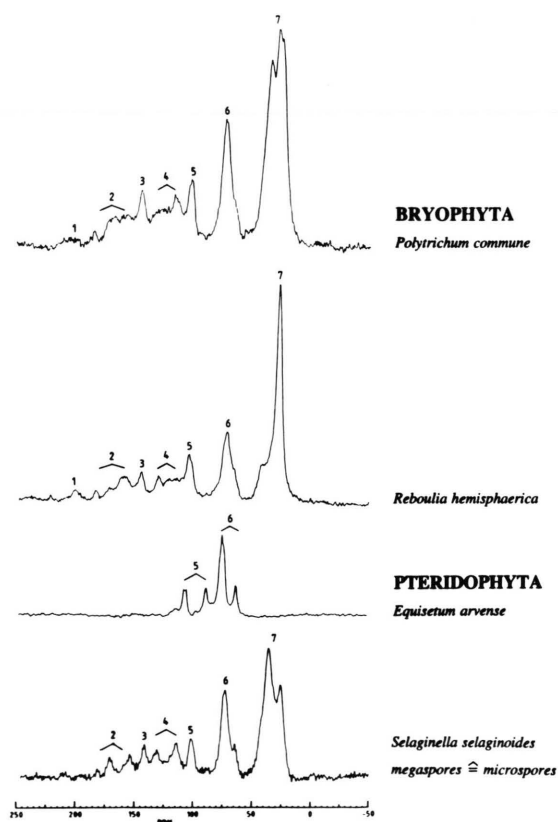 7
6
5
4
3
2
1
BRYOPHYTA
Polytrichum commune
7
6
5
4
3
2
1
Reboulia hemisphaerica
6
5
PTERIDOPHYTA
Equisetum arvense
7
6
5
4
3
2
Selaginella selaginoides
megaspores ≙ microspores
250 200 150 100 50 0 -50